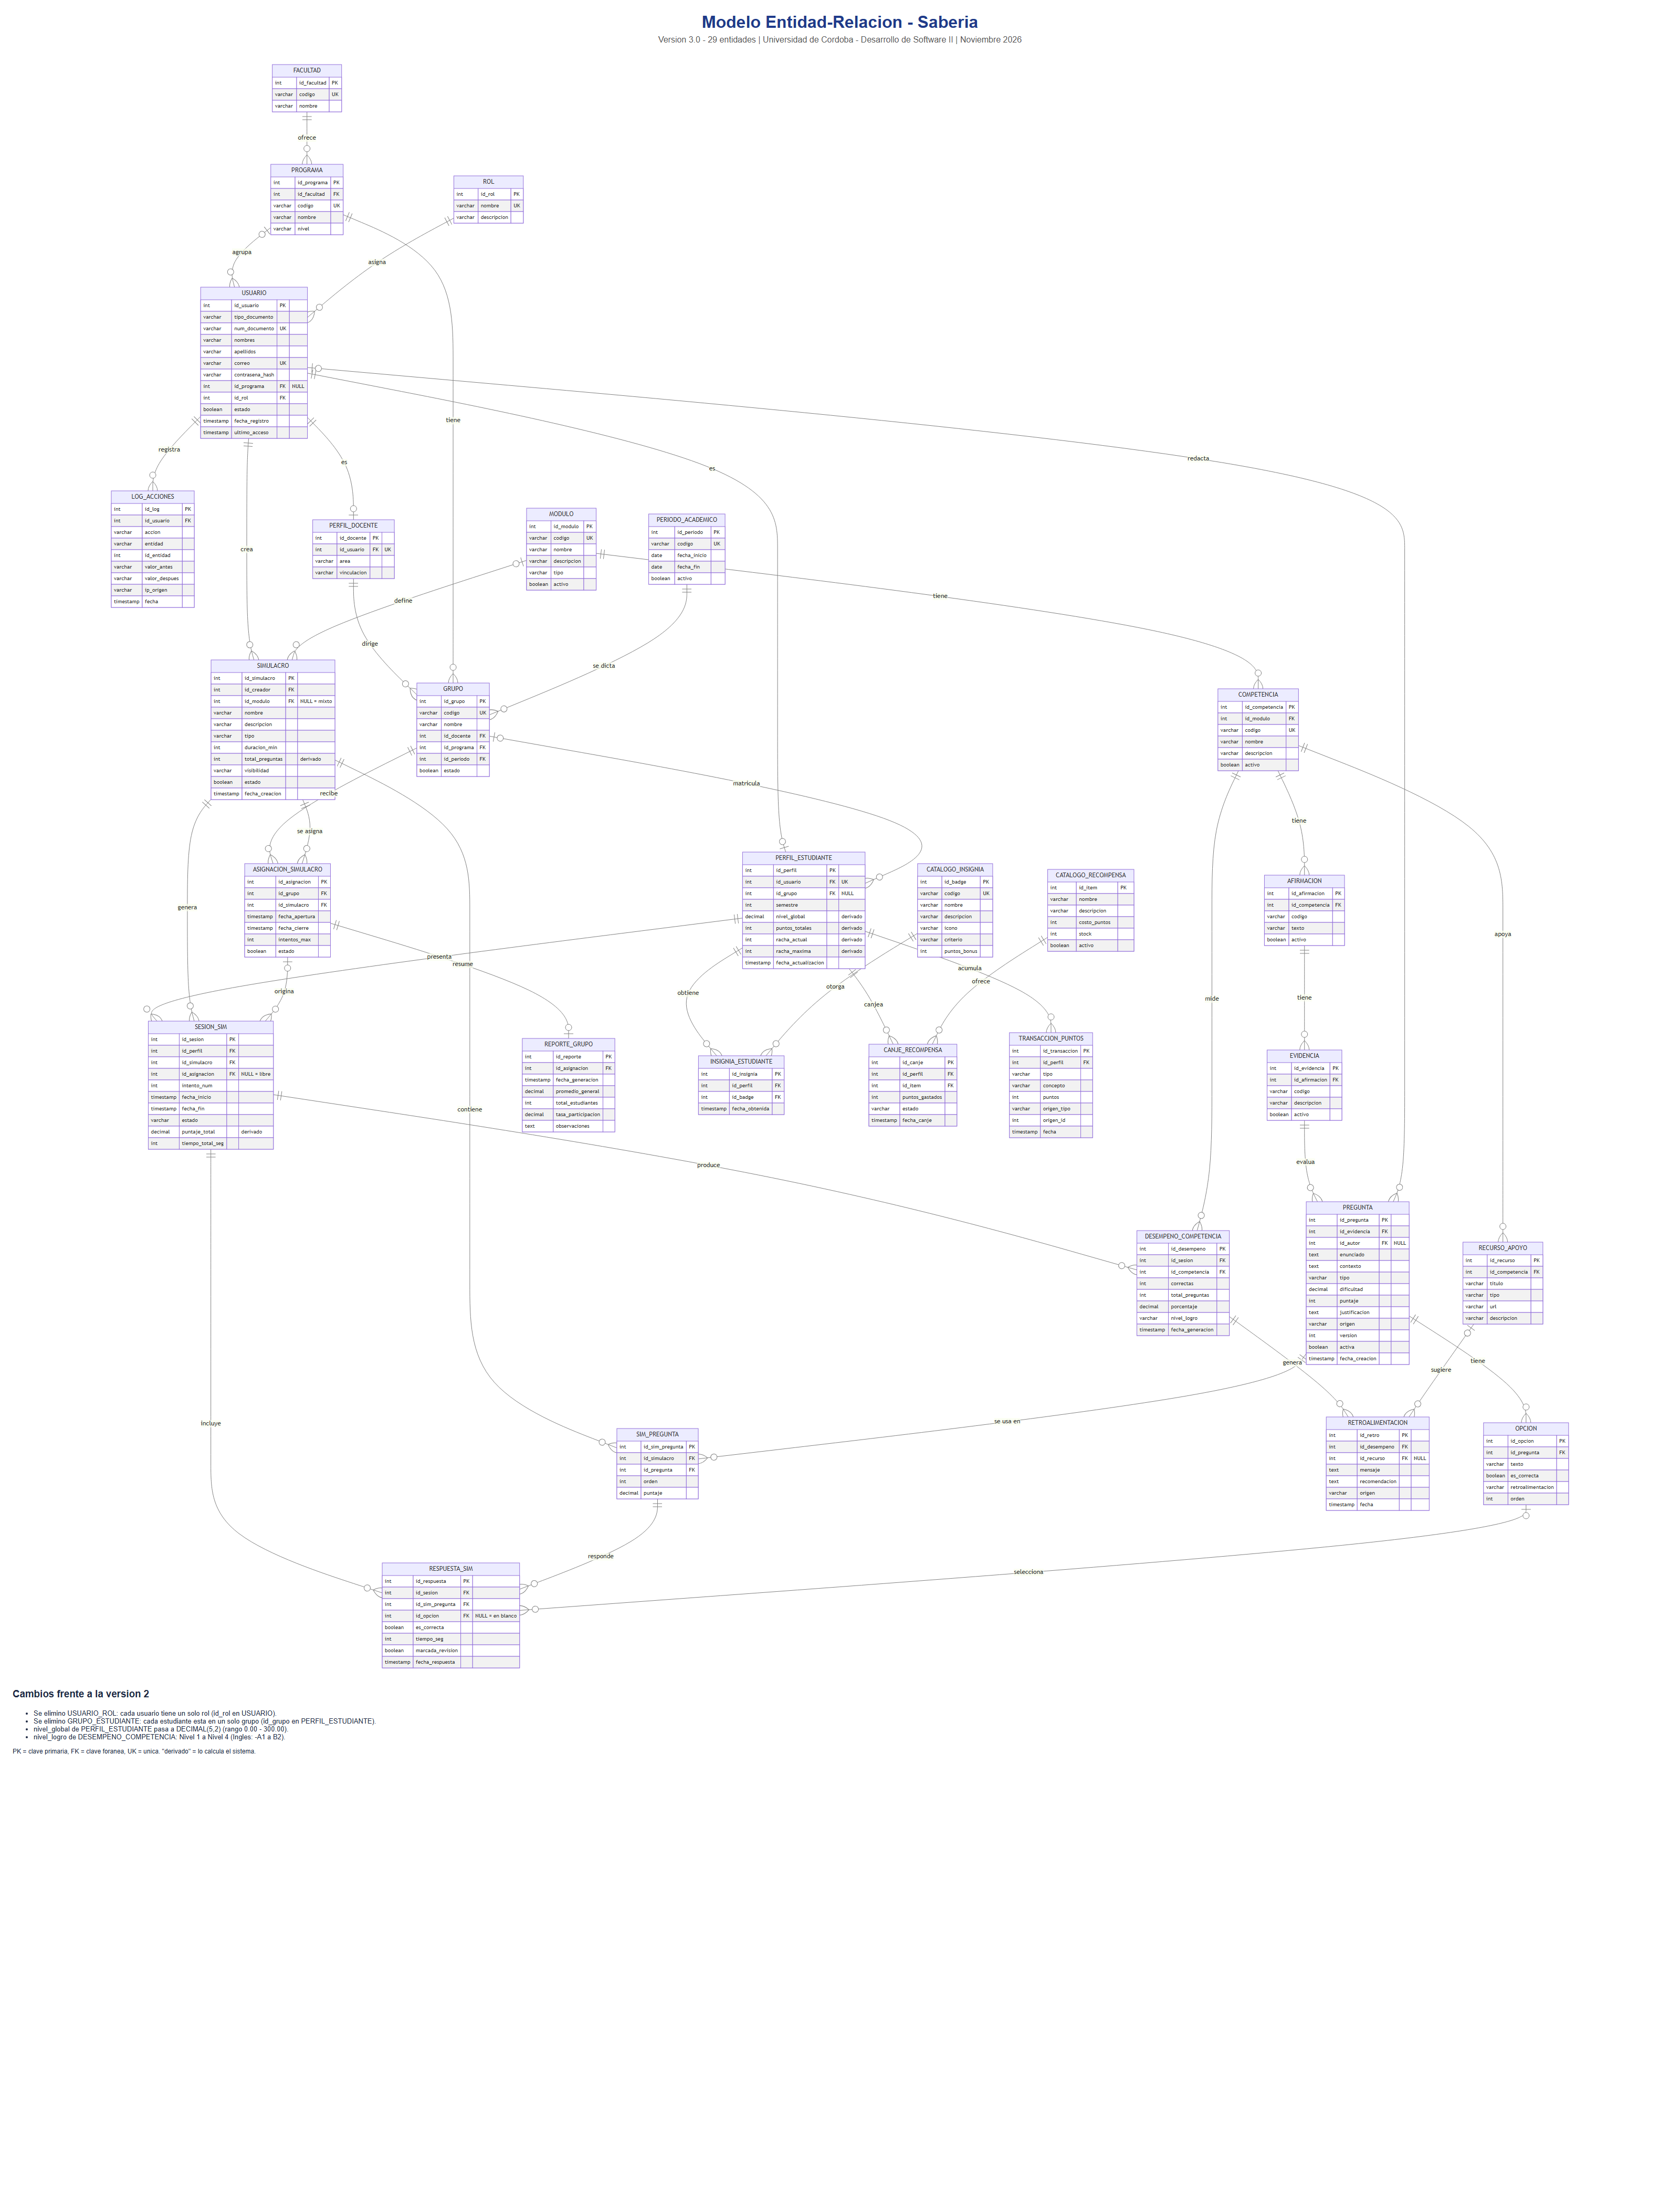 Modelo Entidad-Relacion - Saberia
Version 3.0 - 29 entidades | Universidad de Cordoba - Desarrollo de Software II | Noviembre 2026
FACULTAD
int id_facultad PK
varchar codigo UK
varchar nombre
ofrece
PROGRAMA
int id_programa PK
int id_facultad FK
varchar codigo UK
varchar nombre
varchar nivel
ROL
int id_rol PK
varchar nombre UK
varchar descripcion
agrupa
asigna
USUARIO
int id_usuario PK
varchar tipo_documento
varchar num_documento UK
varchar nombres
varchar apellidos
varchar correo UK
varchar contrasena_hash
int id_programa FK NULL
int id_rol FK
boolean estado
timestamp fecha_registro
timestamp ultimo_acceso
tiene
registra
es
es
redacta
LOG_ACCIONES
int id_log PK
int id_usuario FK
varchar accion
varchar entidad
int id_entidad
varchar valor_antes
varchar valor_despues
varchar ip_origen
timestamp fecha
crea
PERFIL_DOCENTE
int id_docente PK
int id_usuario FK UK
varchar area
varchar vinculacion
MODULO
int id_modulo PK
varchar codigo UK
varchar nombre
varchar descripcion
varchar tipo
boolean activo
PERIODO_ACADEMICO
int id_periodo PK
varchar codigo UK
date fecha_inicio
date fecha_fin
boolean activo
define
tiene
dirige
se dicta
SIMULACRO
int id_simulacro PK
int id_creador FK
int id_modulo FK NULL = mixto
varchar nombre
varchar descripcion
varchar tipo
int duracion_min
int total_preguntas derivado
varchar visibilidad
boolean estado
timestamp fecha_creacion
GRUPO
int id_grupo PK
varchar codigo UK
varchar nombre
int id_docente FK
int id_programa FK
int id_periodo FK
boolean estado
COMPETENCIA
int id_competencia PK
int id_modulo FK
varchar codigo UK
varchar nombre
varchar descripcion
boolean activo
matricula
recibe
se asigna
tiene
ASIGNACION_SIMULACRO
int id_asignacion PK
int id_grupo FK
int id_simulacro FK
timestamp fecha_apertura
timestamp fecha_cierre
int intentos_max
boolean estado
PERFIL_ESTUDIANTE
int id_perfil PK
int id_usuario FK UK
int id_grupo FK NULL
int semestre
decimal nivel_global derivado
int puntos_totales derivado
int racha_actual derivado
int racha_maxima derivado
timestamp fecha_actualizacion
CATALOGO_INSIGNIA
int id_badge PK
varchar codigo UK
varchar nombre
varchar descripcion
varchar icono
varchar criterio
int puntos_bonus
CATALOGO_RECOMPENSA
int id_item PK
varchar nombre
varchar descripcion
int costo_puntos
int stock
boolean activo
AFIRMACION
int id_afirmacion PK
int id_competencia FK
varchar codigo
varchar texto
boolean activo
genera
apoya
presenta
resume
acumula
origina
obtiene
otorga
ofrece
canjea
mide
tiene
SESION_SIM
int id_sesion PK
int id_perfil FK
int id_simulacro FK
int id_asignacion FK NULL = libre
int intento_num
timestamp fecha_inicio
timestamp fecha_fin
varchar estado
decimal puntaje_total derivado
int tiempo_total_seg
REPORTE_GRUPO
int id_reporte PK
int id_asignacion FK
timestamp fecha_generacion
decimal promedio_general
int total_estudiantes
decimal tasa_participacion
text observaciones
INSIGNIA_ESTUDIANTE
int id_insignia PK
int id_perfil FK
int id_badge FK
timestamp fecha_obtenida
CANJE_RECOMPENSA
int id_canje PK
int id_perfil FK
int id_item FK
int puntos_gastados
varchar estado
timestamp fecha_canje
TRANSACCION_PUNTOS
int id_transaccion PK
int id_perfil FK
varchar tipo
varchar concepto
int puntos
varchar origen_tipo
int origen_id
timestamp fecha
EVIDENCIA
int id_evidencia PK
int id_afirmacion FK
varchar codigo
varchar descripcion
boolean activo
contiene
produce
evalua
PREGUNTA
int id_pregunta PK
int id_evidencia FK
int id_autor FK NULL
text enunciado
text contexto
varchar tipo
decimal dificultad
int puntaje
text justificacion
varchar origen
int version
boolean activa
timestamp fecha_creacion
DESEMPENO_COMPETENCIA
int id_desempeno PK
int id_sesion FK
int id_competencia FK
int correctas
int total_preguntas
decimal porcentaje
varchar nivel_logro
timestamp fecha_generacion
RECURSO_APOYO
int id_recurso PK
int id_competencia FK
varchar titulo
varchar tipo
varchar url
varchar descripcion
genera
sugiere
tiene
incluye
se usa en
SIM_PREGUNTA
int id_sim_pregunta PK
int id_simulacro FK
int id_pregunta FK
int orden
decimal puntaje
RETROALIMENTACION
int id_retro PK
int id_desempeno FK
int id_recurso FK NULL
text mensaje
text recomendacion
varchar origen
timestamp fecha
OPCION
int id_opcion PK
int id_pregunta FK
varchar texto
boolean es_correcta
varchar retroalimentacion
int orden
responde
selecciona
RESPUESTA_SIM
int id_respuesta PK
int id_sesion FK
int id_sim_pregunta FK
int id_opcion FK NULL = en blanco
boolean es_correcta
int tiempo_seg
boolean marcada_revision
timestamp fecha_respuesta
Cambios frente a la version 2
• Se elimino USUARIO_ROL: cada usuario tiene un solo rol (id_rol en USUARIO).
• Se elimino GRUPO_ESTUDIANTE: cada estudiante esta en un solo grupo (id_grupo en PERFIL_ESTUDIANTE).
• nivel_global de PERFIL_ESTUDIANTE pasa a DECIMAL(5,2) (rango 0.00 - 300.00).
• nivel_logro de DESEMPENO_COMPETENCIA: Nivel 1 a Nivel 4 (Ingles: -A1 a B2).
PK = clave primaria, FK = clave foranea, UK = unica. "derivado" = lo calcula el sistema.